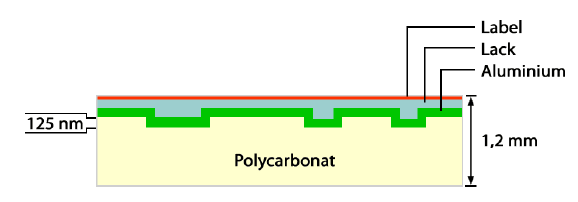 Label
Lack
Aluminium
125 nm
1,2 mm
Polycarbonat